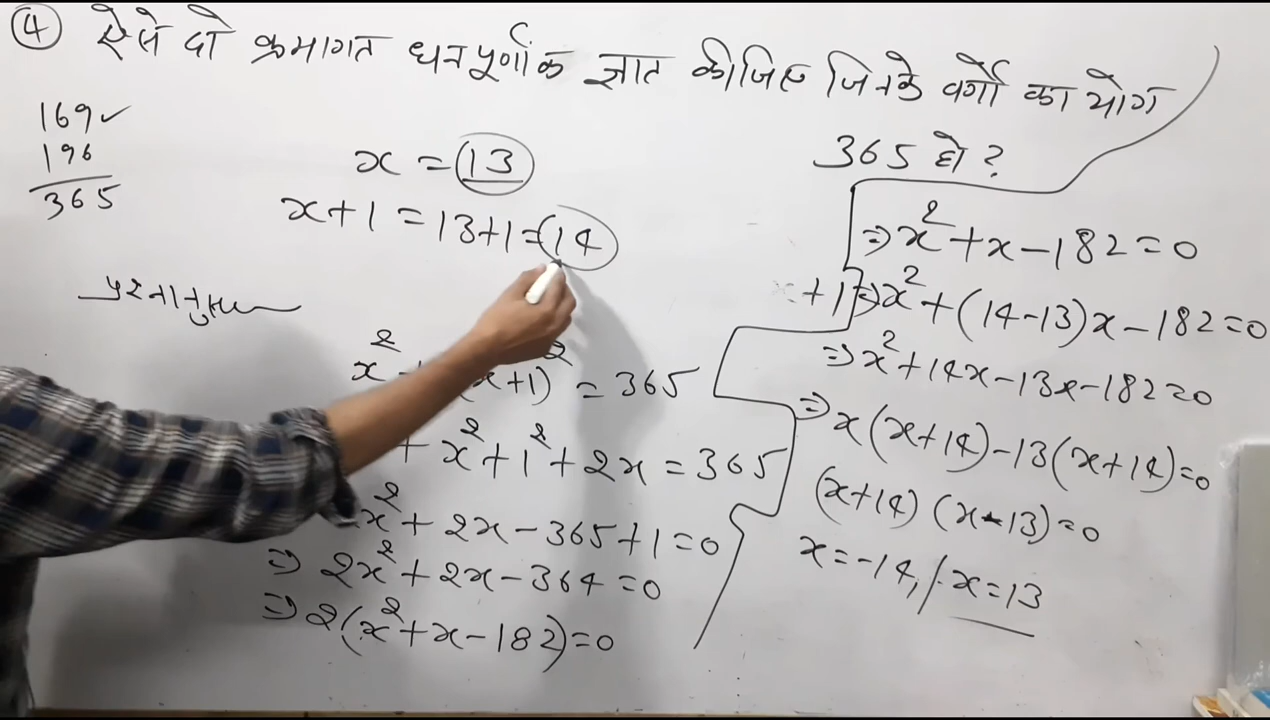 ④ ऐसे दो क्रमागत धनपूर्णांक ज्ञात कीजिए जिनके वर्गों का योग
365 हो ?
169✓
196
365
x = 13
x+1 = 13+1 = 14
प्रश्नानुसार
(x+1)² = 365
+ x²+1²+2x = 365
x²+2x-365+1=0
⇒ 2x²+2x-364=0
⇒ 2(x²+x-182)=0
⇒ x²+x-182=0
⇒ x²+(14-13)x-182=0
⇒ x²+14x-13x-182=0
⇒ x(x+14)-13(x+14)=0
(x+14) (x-13)=0
x=-14, / x=13